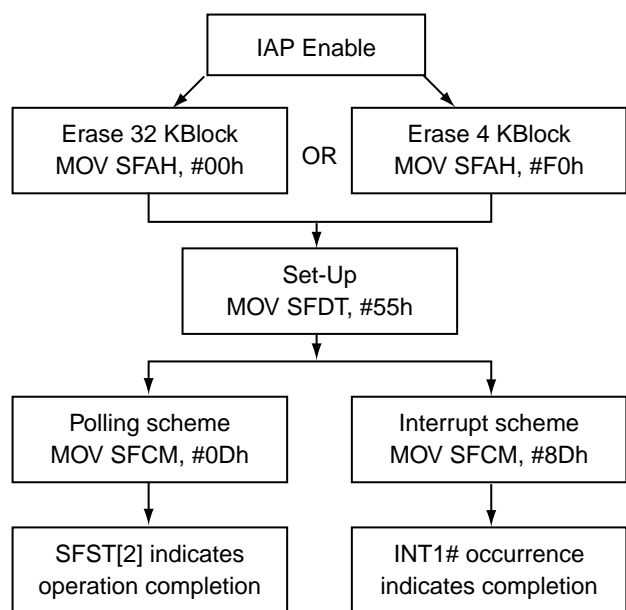 IAP Enable
Erase 32 KBlock
MOV SFAH, #00h
OR
Erase 4 KBlock
MOV SFAH, #F0h
Set-Up
MOV SFDT, #55h
Polling scheme
MOV SFCM, #0Dh
Interrupt scheme
MOV SFCM, #8Dh
SFST[2] indicates
operation completion
INT1# occurrence
indicates completion